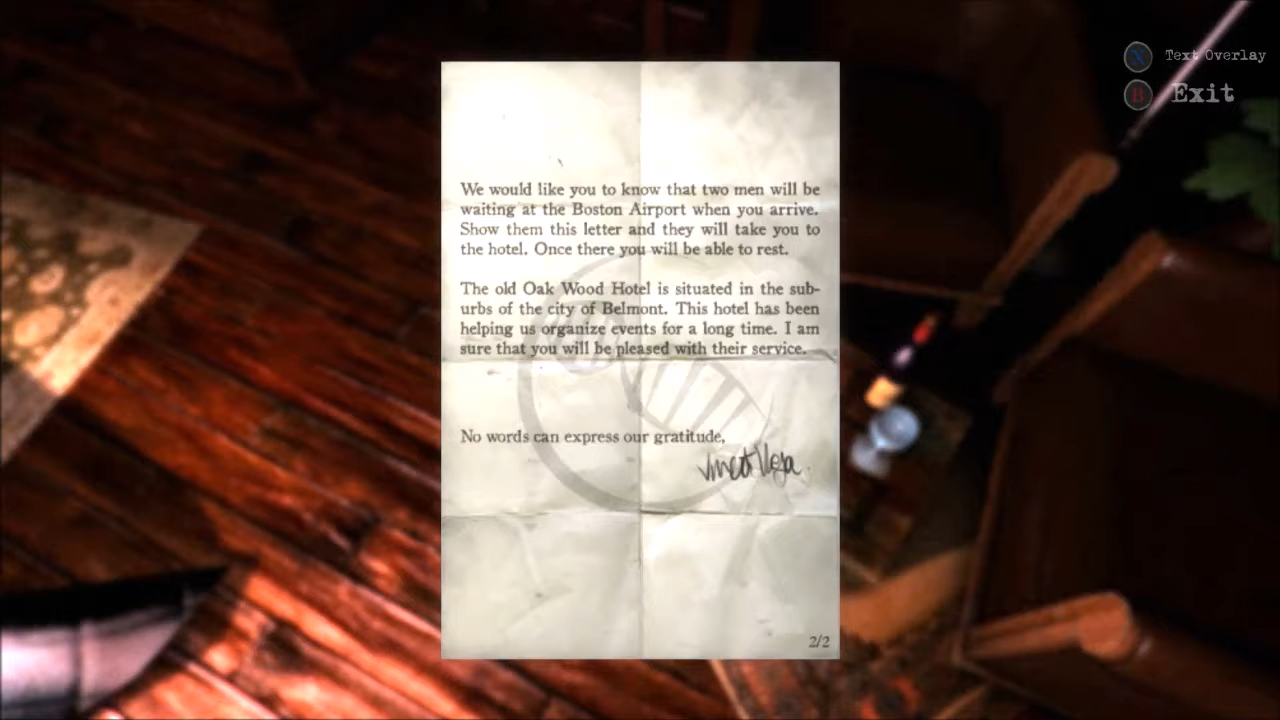 X Text Overlay
B Exit
We would like you to know that two men will be
waiting at the Boston Airport when you arrive.
Show them this letter and they will take you to
the hotel. Once there you will be able to rest.
The old Oak Wood Hotel is situated in the sub-
urbs of the city of Belmont. This hotel has been
helping us organize events for a long time. I am
sure that you will be pleased with their service.
No words can express our gratitude,
2/2